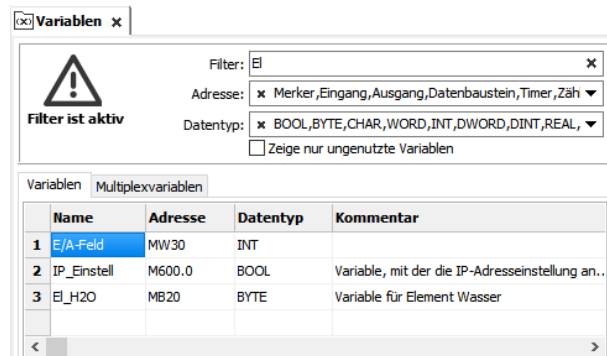 Variablen
Filter: El
Adresse: Merker,Eingang,Ausgang,Datenbaustein,Timer,Zäh
Filter ist aktiv
Datentyp: BOOL,BYTE,CHAR,WORD,INT,DWORD,DINT,REAL,
Zeige nur ungenutzte Variablen
Variablen Multiplexvariablen
Name Adresse Datentyp Kommentar
1 E/A-Feld MW30 INT
2 IP_Einstell M600.0 BOOL Variable, mit der die IP-Adresseinstellung an..
3 El_H2O MB20 BYTE Variable für Element Wasser